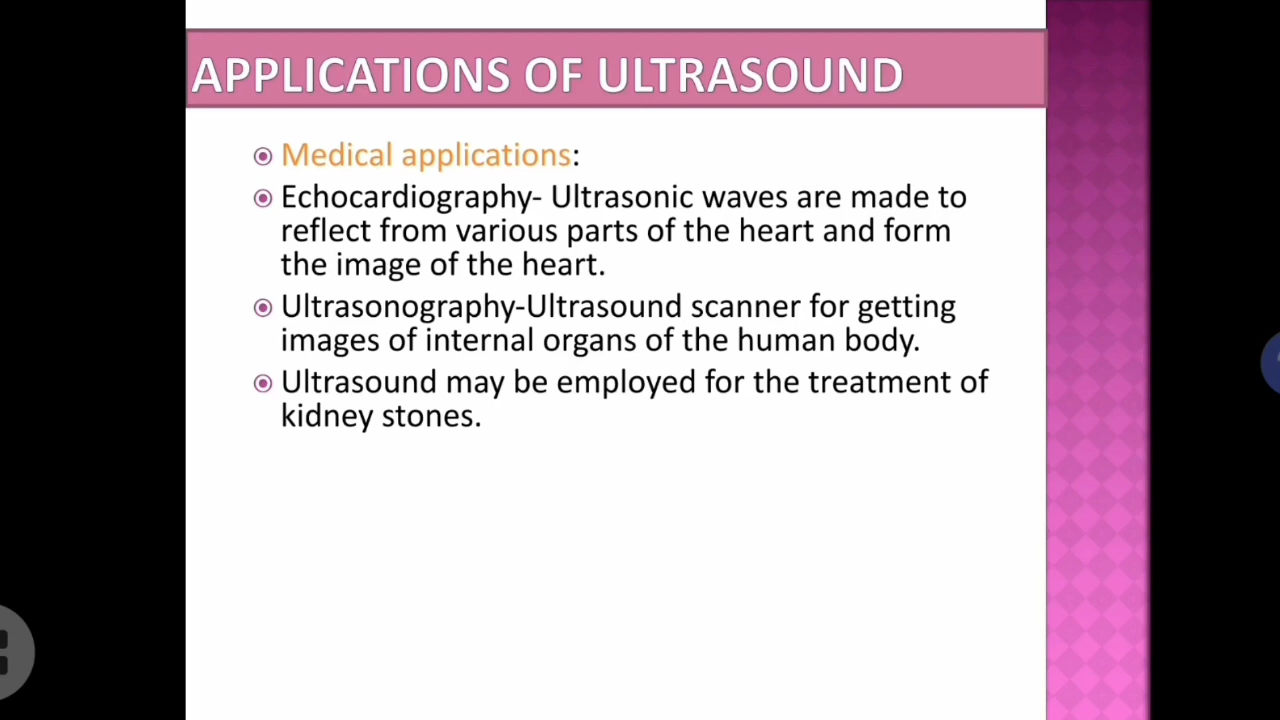 APPLICATIONS OF ULTRASOUND
Medical applications:
Echocardiography- Ultrasonic waves are made to
reflect from various parts of the heart and form
the image of the heart.
Ultrasonography-Ultrasound scanner for getting
images of internal organs of the human body.
Ultrasound may be employed for the treatment of
kidney stones.